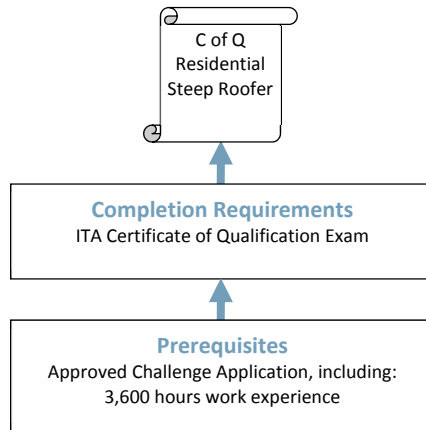 C of Q
Residential
Steep Roofer
Completion Requirements
ITA Certificate of Qualification Exam
Prerequisites
Approved Challenge Application, including:
3,600 hours work experience